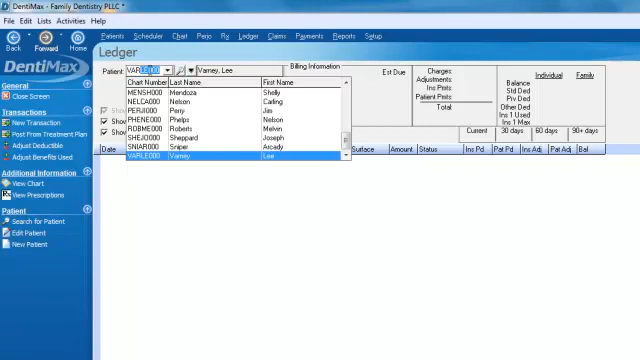 DentiMax - Family Dentistry PLLC *
File Edit Lists Activities Help
Back Forward Home
Patients Scheduler Chart Perio Rx Ledger Claims Payments Reports Setup
Ledger
DentiMax
Patient: VARLE000 Varney, Lee
Billing Information
Est Due
Charges:
Adjustments:
Ins Pmts:
Patient Pmts:
Total
Individual Family
Balance
Std Ded
Prv Ded
Other Ded
Ins 1 Used
Ins 1 Max
Chart Number Last Name First Name
MENSH000 Mendoza Shelly
NELCA000 Nelson Carling
PERJI000 Perry Jim
PHENE000 Phelps Nelson
ROBME000 Roberts Melvin
SHEJO000 Sheppard Joseph
SNIAR000 Sniper Arcady
VARLE000 Varney Lee
Show
Show
Show
Current 30 days 60 days 90+ days
Date Surface Amount Status Ins Pd Pat Pd Ins Adj Pat Adj Bal
General
Close Screen
Transactions
New Transaction
Post From Treatment Plan
Adjust Deductible
Adjust Benefits Used
Additional Information
View Chart
View Prescriptions
Patient
Search for Patient
Edit Patient
New Patient